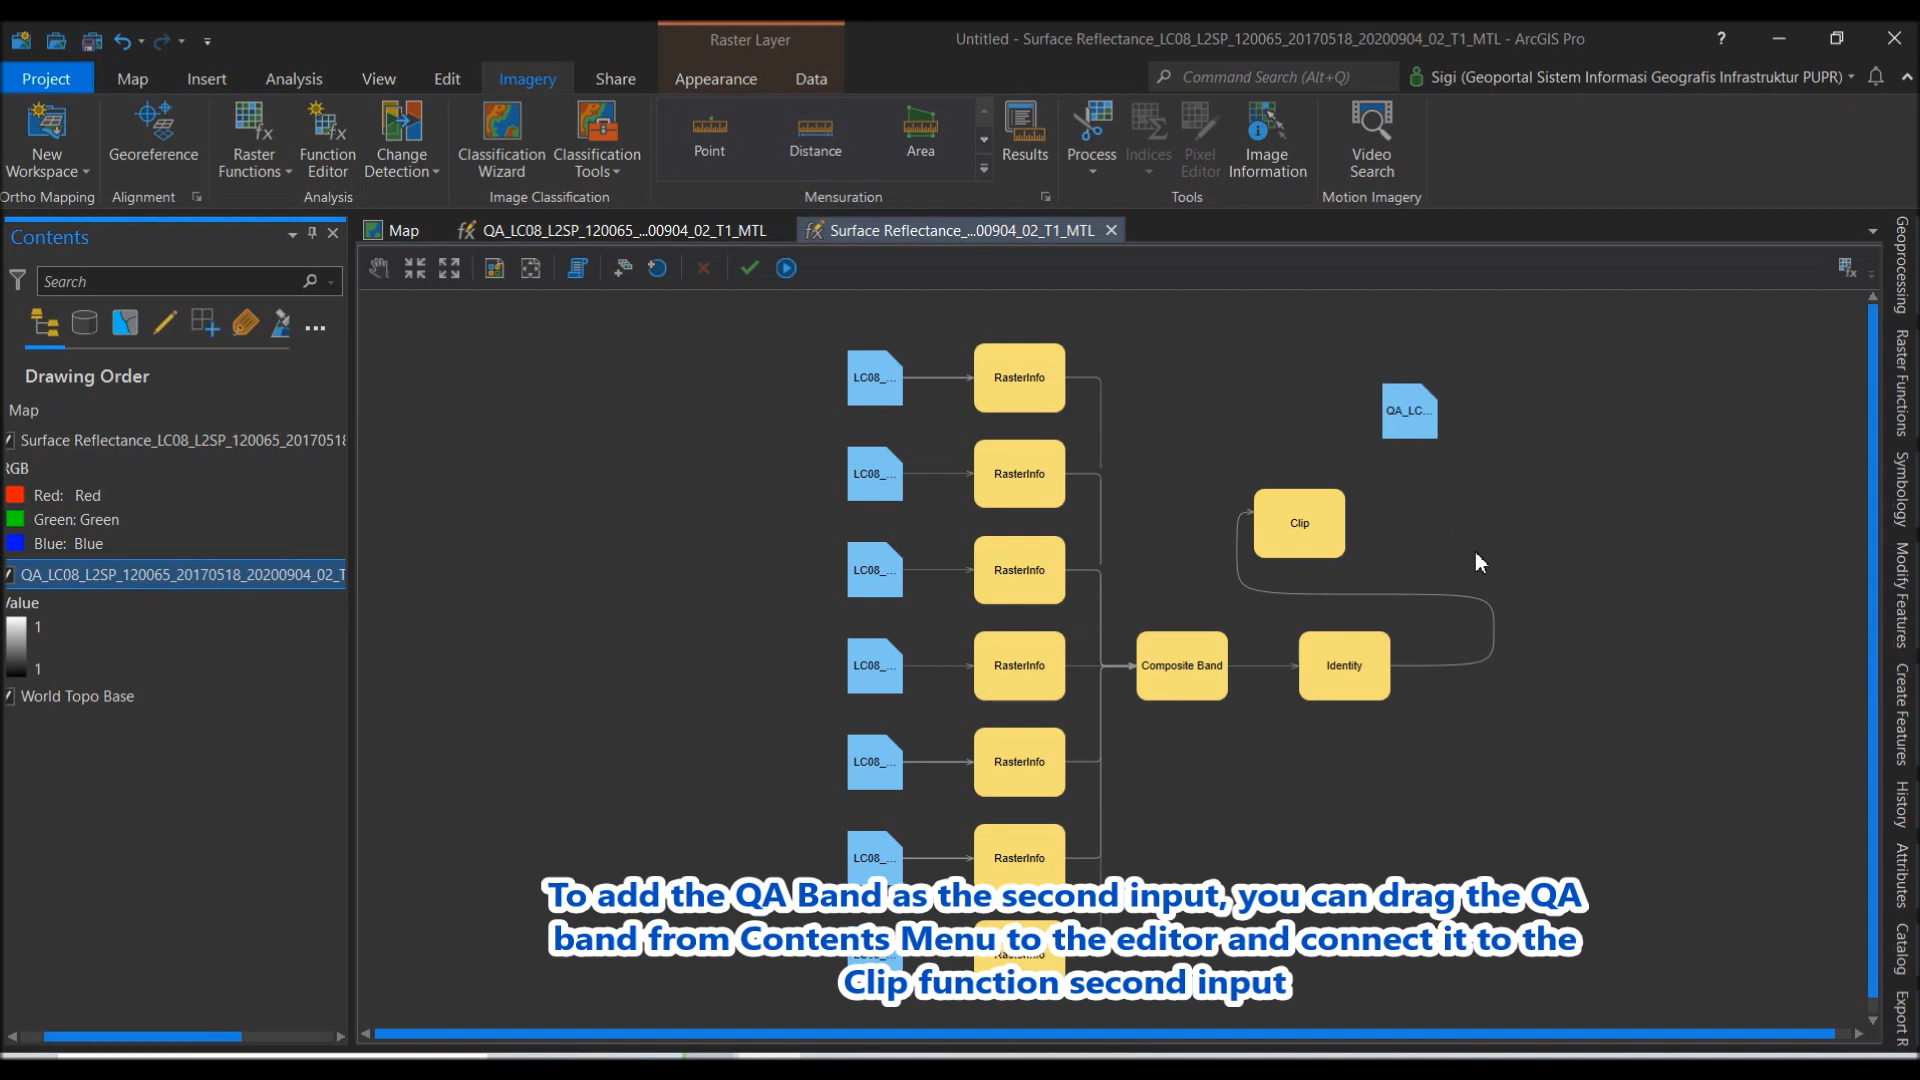 Raster Layer
Untitled - Surface Reflectance_LC08_L2SP_120065_20170518_20200904_02_T1_MTL - ArcGIS Pro
?
Project Map Insert Analysis View Edit Imagery Share Appearance Data
Command Search (Alt+Q)
Sigi (Geoportal Sistem Informasi Geografis Infrastruktur PUPR)
New Workspace
Georeference
Raster Functions
Function Editor
Change Detection
Classification Wizard
Classification Tools
Point
Distance
Area
Results
Process
Indices
Pixel Editor
Image Information
Video Search
Ortho Mapping
Alignment
Analysis
Image Classification
Mensuration
Tools
Motion Imagery
Contents
Search
Drawing Order
Map
Surface Reflectance_LC08_L2SP_120065_20170518
RGB
Red: Red
Green: Green
Blue: Blue
QA_LC08_L2SP_120065_20170518_20200904_02_T
Value
1
1
World Topo Base
Map
QA_LC08_L2SP_120065_...00904_02_T1_MTL
Surface Reflectance_...00904_02_T1_MTL
LC08_... RasterInfo
QA_LC...
LC08_... RasterInfo
Clip
LC08_... RasterInfo
LC08_... RasterInfo Composite Band Identity
LC08_... RasterInfo
LC08_... RasterInfo
RasterInfo
To add the QA Band as the second input, you can drag the QA
band from Contents Menu to the editor and connect it to the
Clip function second input
Geoprocessing
Raster Functions
Symbology
Modify Features
Create Features
History
Attributes
Catalog
Export R